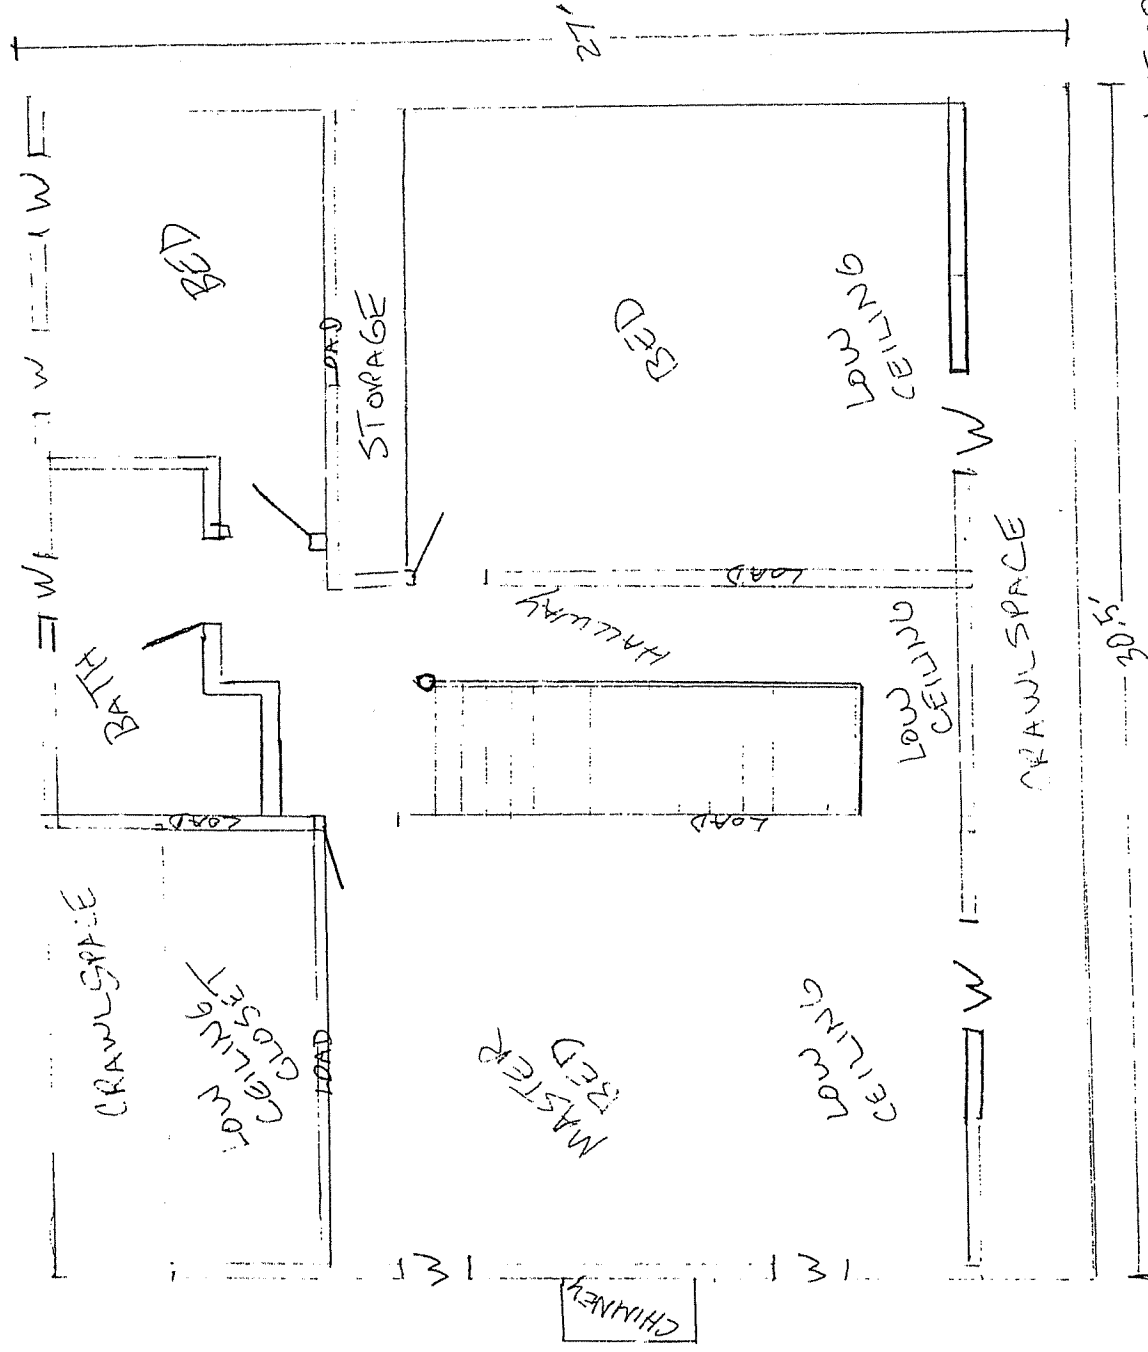 27'
W
W
BED
LOAD
STORAGE
BED
LOW
CEILING
W
W
BATH
HALLWAY
LOAD
LOW
CEILING
CRAWLSPACE
30.5'
LOAD
LOAD
CRAWLSPACE
LOW
CEILING
CLOSET
LOAD
MASTER
BED
LOW
CEILING
W
W
W
CHIMNEY